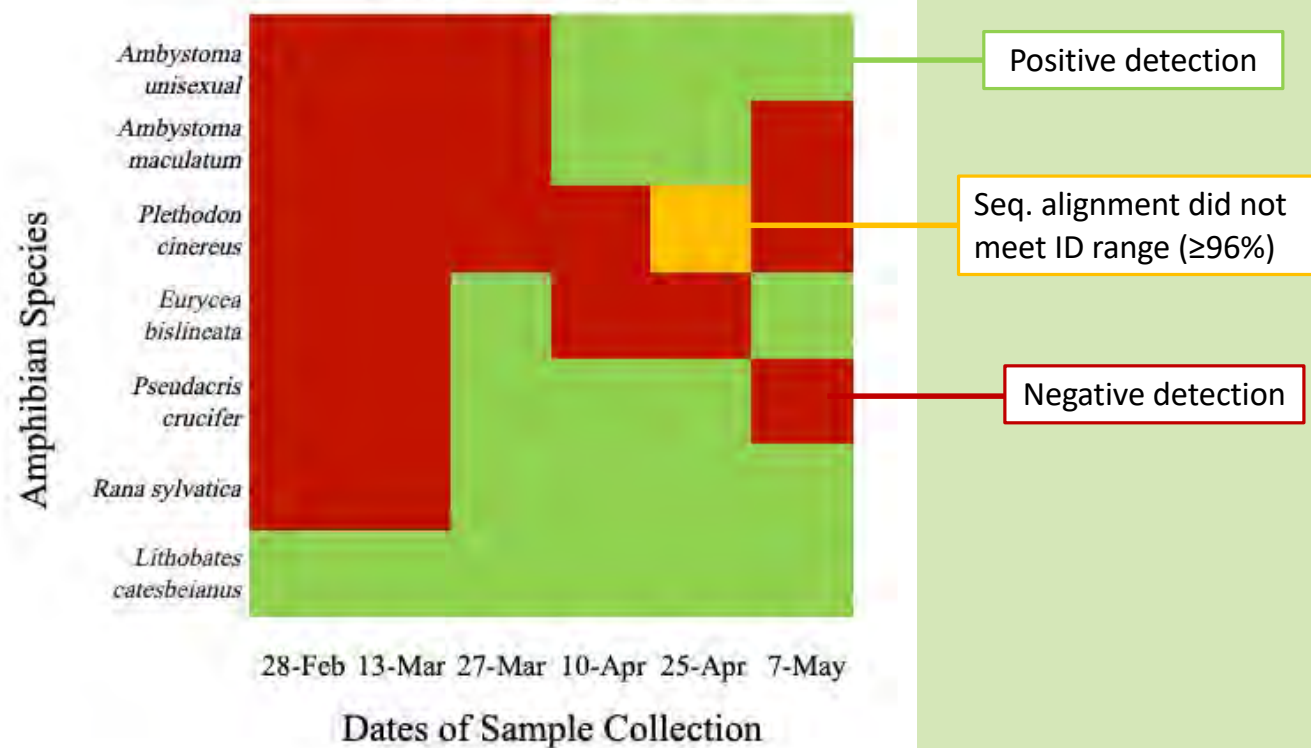 Amphibian Species
Ambystoma
unisexual
Ambystoma
maculatum
Plethodon
cinereus
Eurycea
bislineata
Pseudacris
crucifer
Rana sylvatica
Lithobates
catesbeianus
28-Feb 13-Mar 27-Mar 10-Apr 25-Apr 7-May
Dates of Sample Collection
Positive detection
Seq. alignment did not
meet ID range (≥96%)
Negative detection